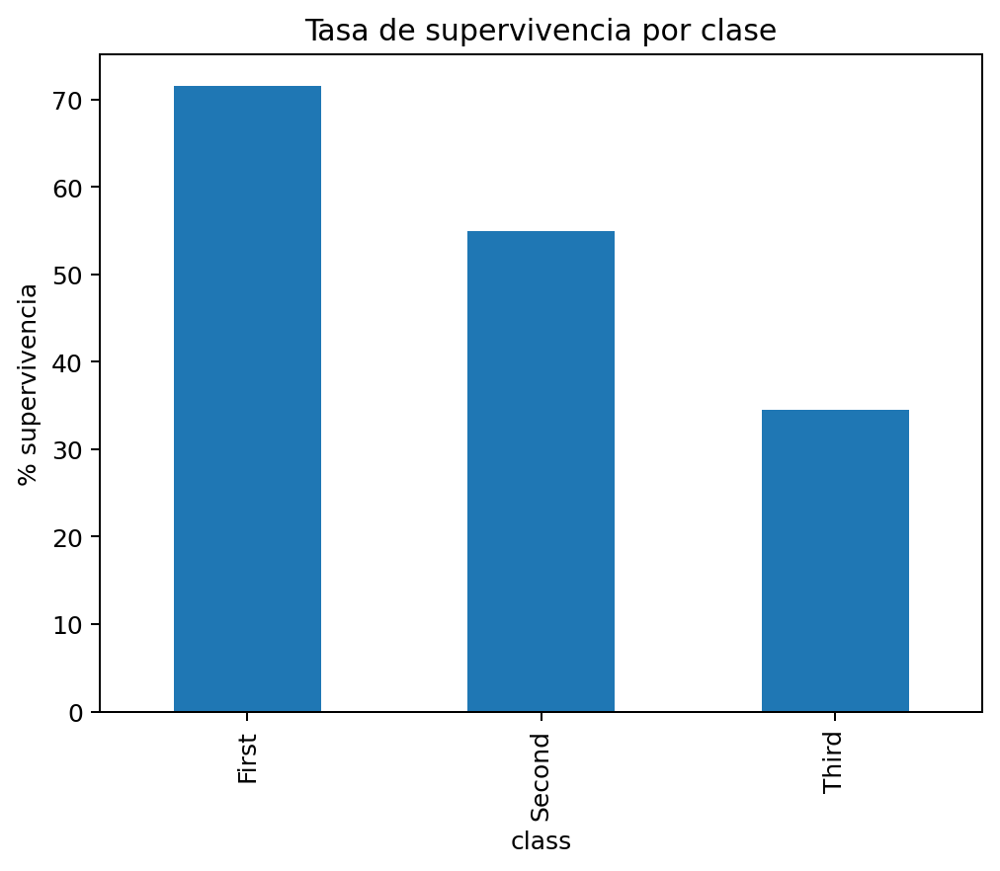 Tasa de supervivencia por clase
% supervivencia
70
60
50
40
30
20
10
0
First
Second
Third
class